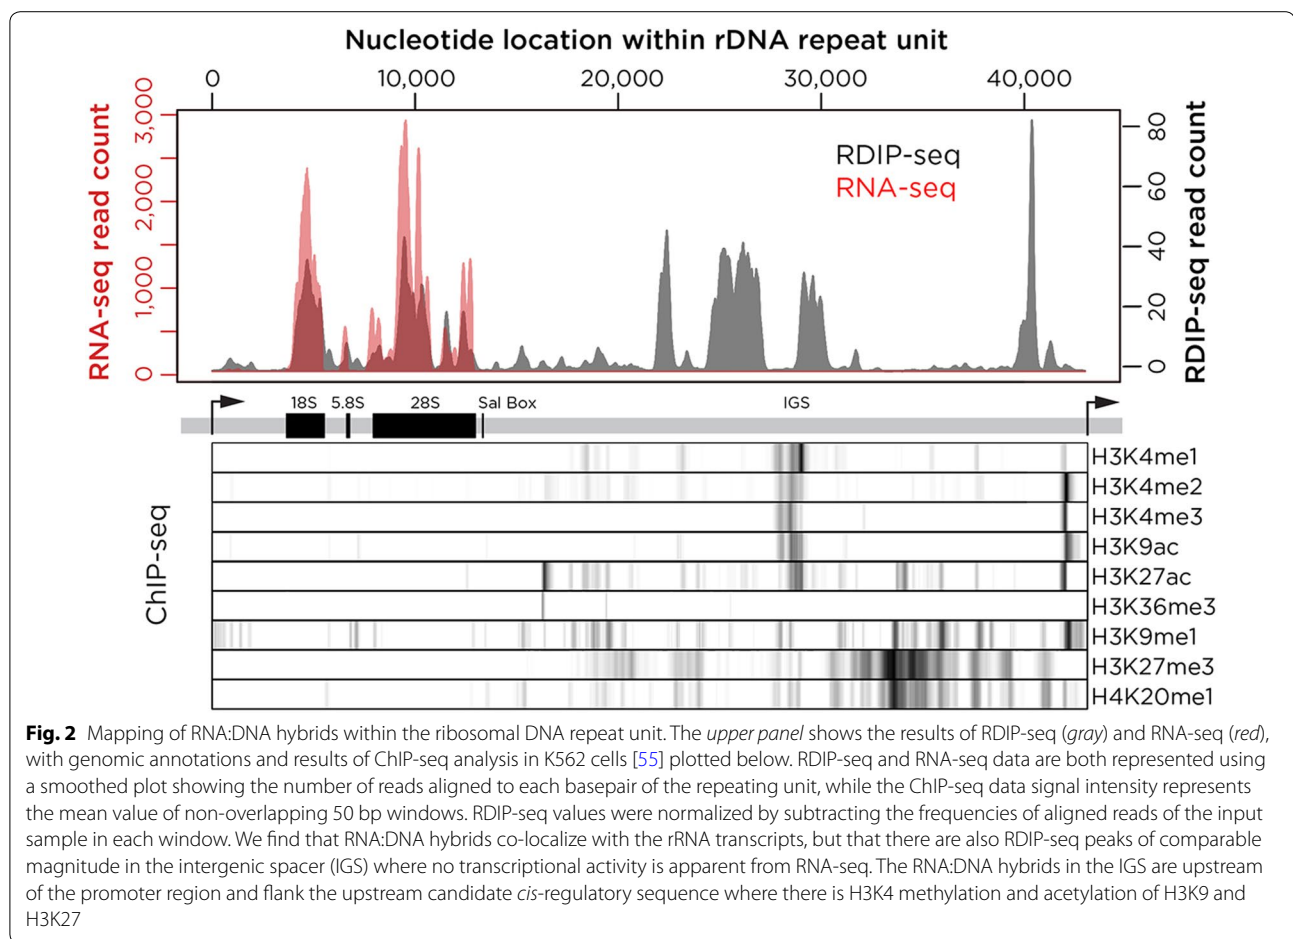 Nucleotide location within rDNA repeat unit
0 10,000 20,000 30,000 40,000
RNA-seq read count
3,000
2,000
1,000
0
RDIP-seq
RNA-seq
80
60
40
20
0
RDIP-seq read count
18S 5.8S 28S Sal Box IGS
ChIP-seq
H3K4me1
H3K4me2
H3K4me3
H3K9ac
H3K27ac
H3K36me3
H3K9me1
H3K27me3
H4K20me1
Fig. 2 Mapping of RNA:DNA hybrids within the ribosomal DNA repeat unit. The upper panel shows the results of RDIP-seq (gray) and RNA-seq (red),
with genomic annotations and results of ChIP-seq analysis in K562 cells [55] plotted below. RDIP-seq and RNA-seq data are both represented using
a smoothed plot showing the number of reads aligned to each basepair of the repeating unit, while the ChIP-seq data signal intensity represents
the mean value of non-overlapping 50 bp windows. RDIP-seq values were normalized by subtracting the frequencies of aligned reads of the input
sample in each window. We find that RNA:DNA hybrids co-localize with the rRNA transcripts, but that there are also RDIP-seq peaks of comparable
magnitude in the intergenic spacer (IGS) where no transcriptional activity is apparent from RNA-seq. The RNA:DNA hybrids in the IGS are upstream
of the promoter region and flank the upstream candidate cis-regulatory sequence where there is H3K4 methylation and acetylation of H3K9 and
H3K27